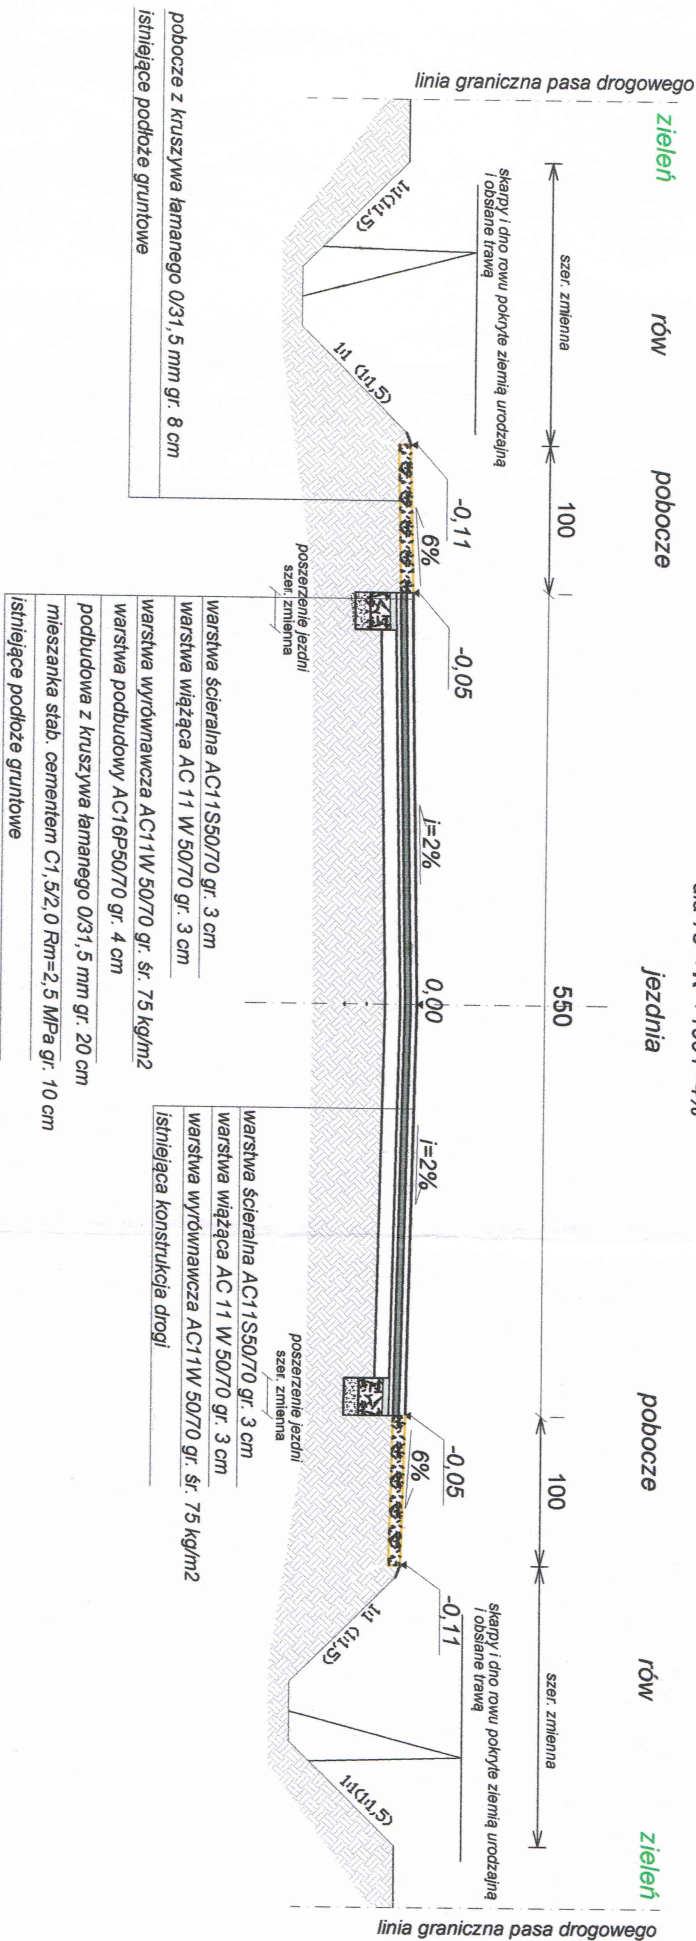 zieleń
rów
pobocze
jezdnia
pobocze
rów
zieleń
linia graniczna pasa drogowego
szer. zmienna
100
550
100
szer. zmienna
linia graniczna pasa drogowego
skarpy i dno rowu pokryte ziemią urodzajną
i obsiane trawą
1:1(1:1,5)
1:1 (1:1,5)
-0,11
6%
-0,05
i=2%
0,00
i=2%
-0,05
6%
-0,11
skarpy i dno rowu pokryte ziemią urodzajną
i obsiane trawą
1:1 (1:1,5)
1:1(1:1,5)
poszerzenie jezdni
szer. zmienna
poszerzenie jezdni
szer. zmienna
pobocze z kruszywa łamanego 0/31,5 mm gr. 8 cm
istniejące podłoże gruntowe
warstwa ścieralna AC11S50/70 gr. 3 cm
warstwa wiążąca AC 11 W 50/70 gr. 3 cm
warstwa wyrównawcza AC11W 50/70 gr. śr. 75 kg/m2
warstwa podbudowy AC16P50/70 gr. 4 cm
podbudowa z kruszywa łamanego 0/31,5 mm gr. 20 cm
mieszanka stab. cementem C1,5/2,0 Rm=2,5 MPa gr. 10 cm
istniejące podłoże gruntowe
warstwa ścieralna AC11S50/70 gr. 3 cm
warstwa wiążąca AC 11 W 50/70 gr. 3 cm
warstwa wyrównawcza AC11W 50/70 gr. śr. 75 kg/m2
istniejąca konstrukcja drogi